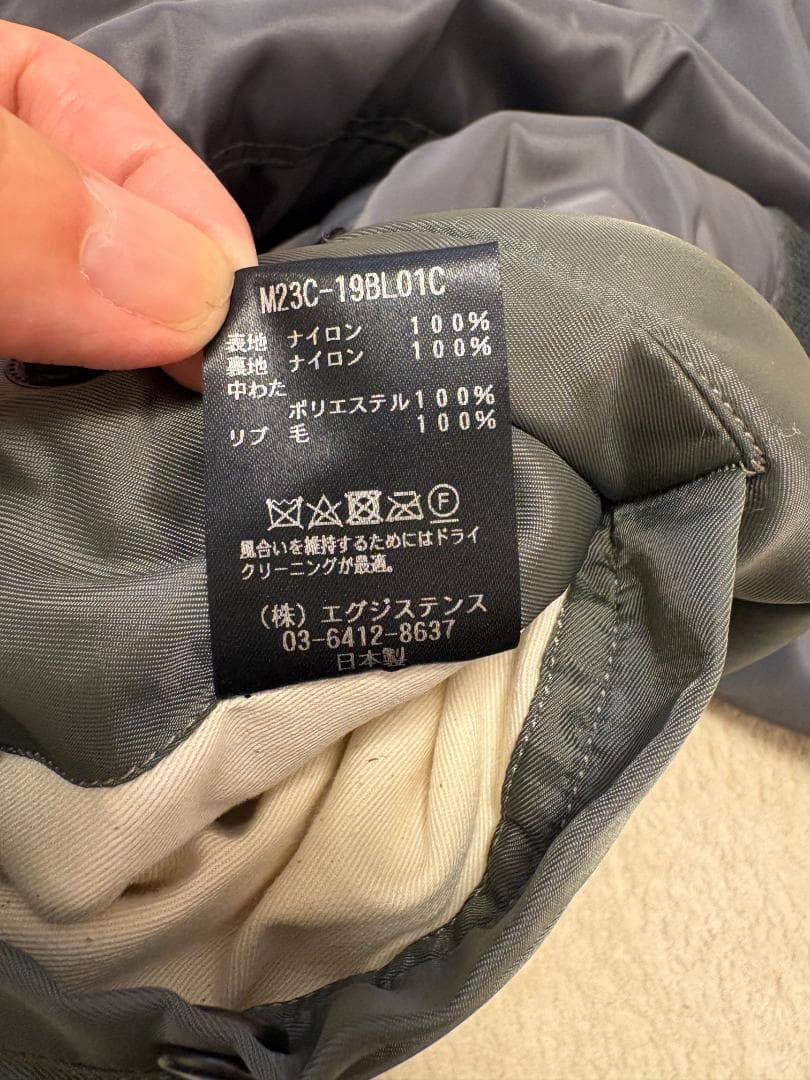 M23C-19BL01C
表地 ナイロン 100%
裏地 ナイロン 100%
中わた
ポリエステル100%
リブ 毛 100%
F
風合いを維持するためにはドライ
クリーニングが最適。
(株) エグジステンス
03-6412-8637
日本製